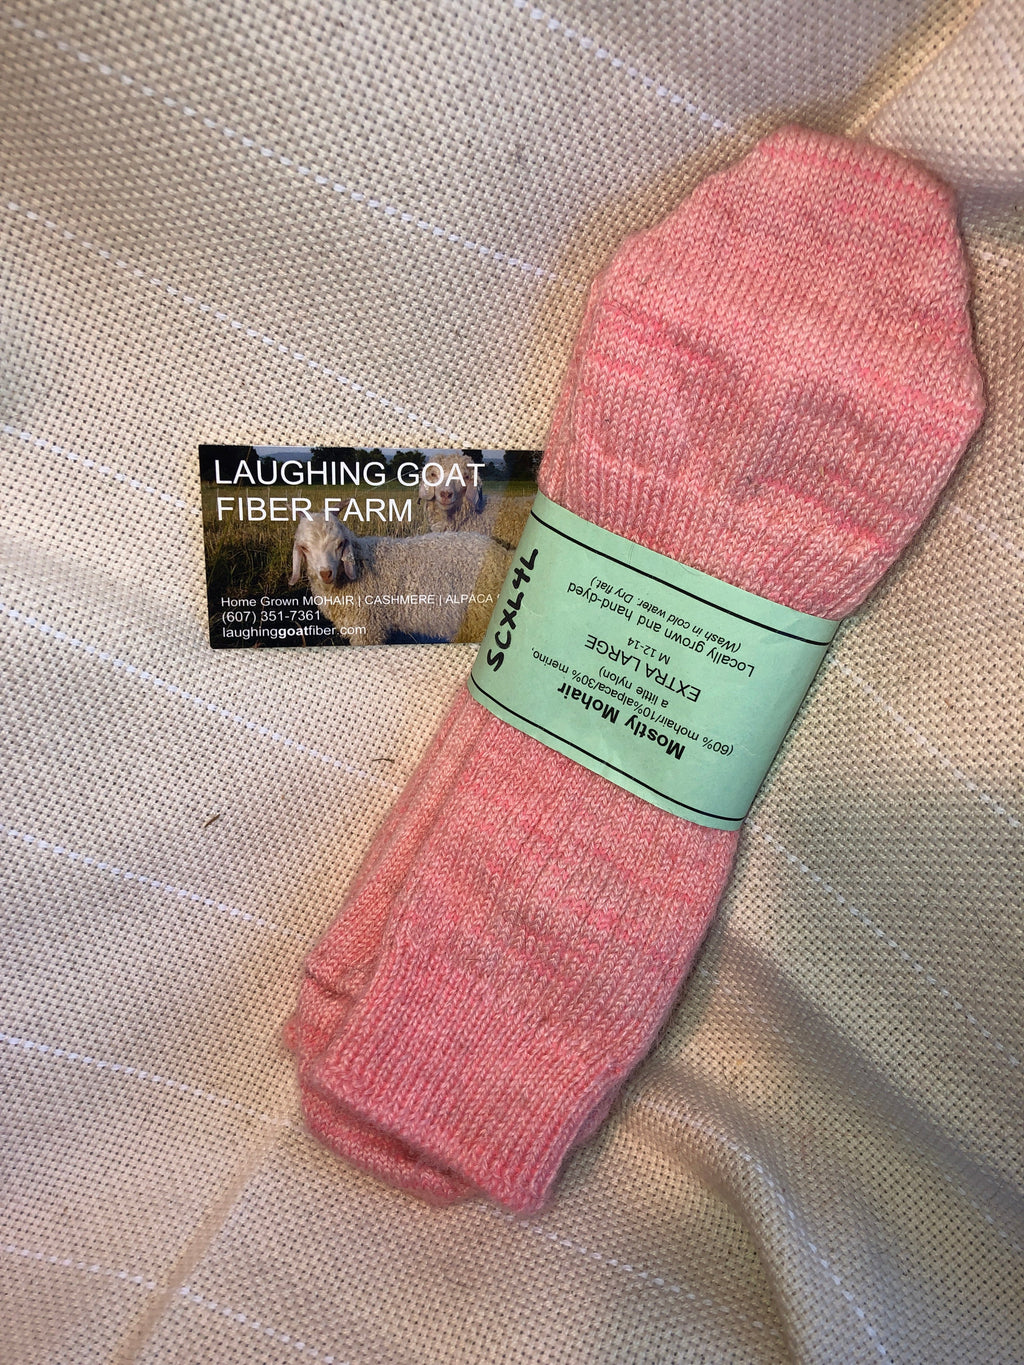 LAUGHING GOAT
FIBER FARM
Home Grown MOHAIR | CASHMERE | ALPACA
(607) 351-7361
laughinggoatfiber.com
SCXL4L
Mostly Mohair
(60% mohair/10%alpaca/30% merino,
a little nylon)
EXTRA LARGE
M 12-14
Locally grown and hand-dyed
(Wash in cold water. Dry flat.)